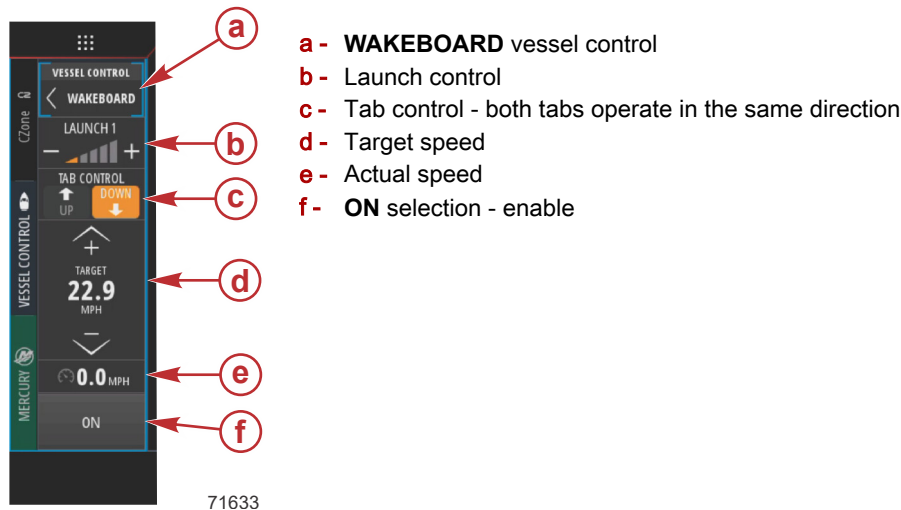 VESSEL CONTROL
WAKEBOARD
LAUNCH 1
TAB CONTROL
UP
DOWN
TARGET
22.9
MPH
0.0 MPH
ON
CZone
VESSEL CONTROL
MERCURY
a
b
c
d
e
f
a - WAKEBOARD vessel control
b - Launch control
c - Tab control - both tabs operate in the same direction
d - Target speed
e - Actual speed
f - ON selection - enable
71633